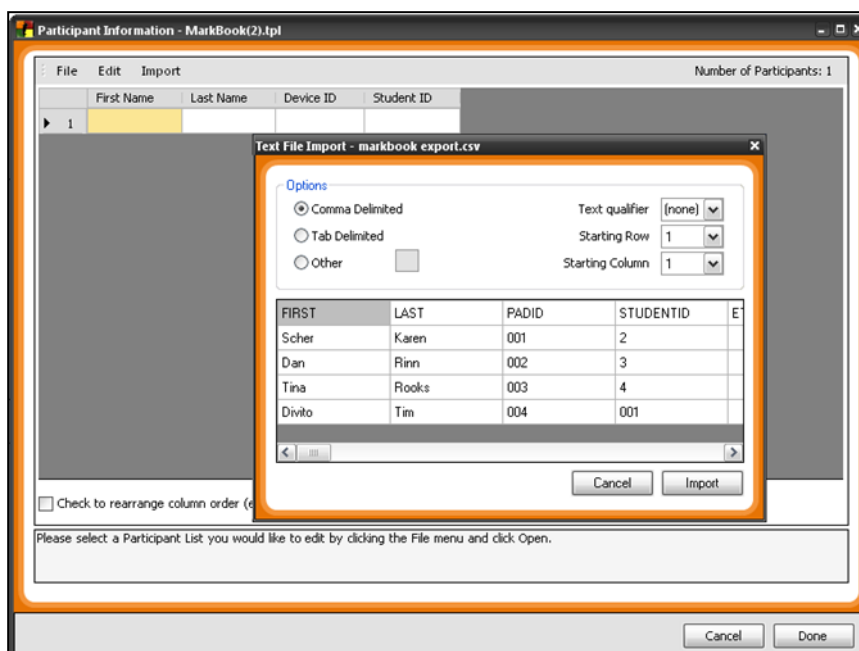 Participant Information - MarkBook(2).tpl
File Edit Import Number of Participants: 1
First Name Last Name Device ID Student ID
1
Text File Import - markbook export.csv
Options
Comma Delimited Text qualifier (none)
Tab Delimited Starting Row 1
Other Starting Column 1
FIRST LAST PADID STUDENTID
Scher Karen 001 2
Dan Rinn 002 3
Tina Rooks 003 4
Divito Tim 004 001
Cancel Import
Check to rearrange column order (e
Please select a Participant List you would like to edit by clicking the File menu and click Open.
Cancel Done